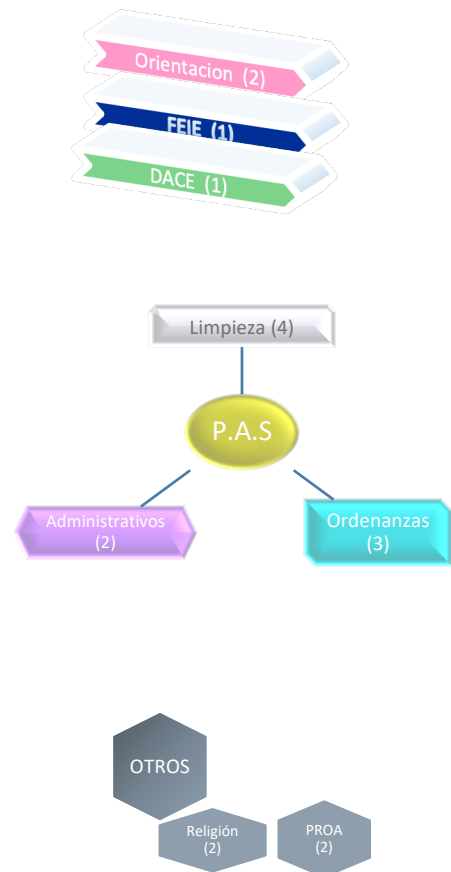 Orientacion (2)
FEIE (1)
DACE (1)
Limpieza (4)
P.A.S
Administrativos
(2)
Ordenanzas
(3)
OTROS
Religión
(2)
PROA
(2)